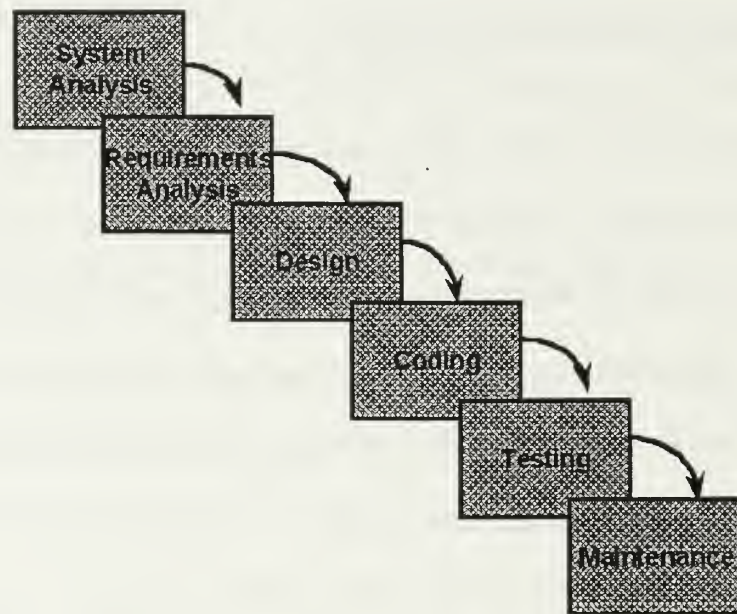 System
Analysis
Requirements
Analysis
Design
Coding
Testing
Maintenance